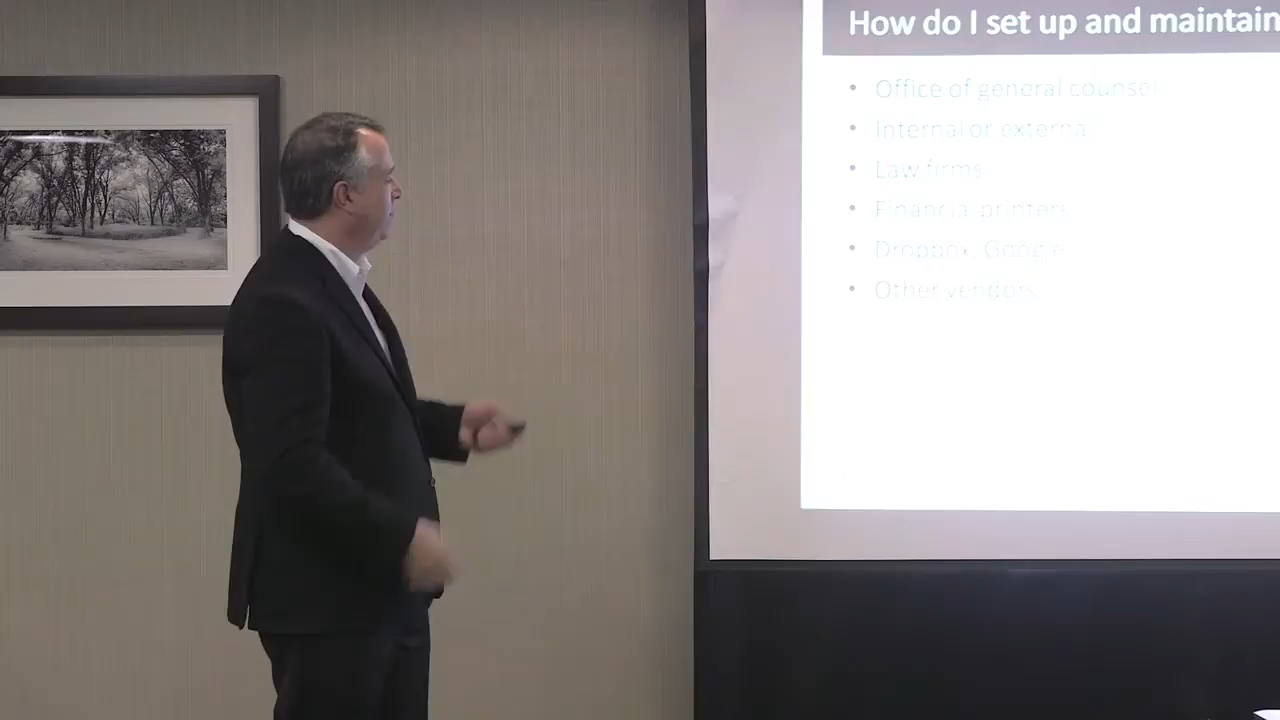 How do I set up and maintain
• Office of general counsel
• Internal or external
• Law firms
• Financial printers
• Dropbox, Google
• Other vendors